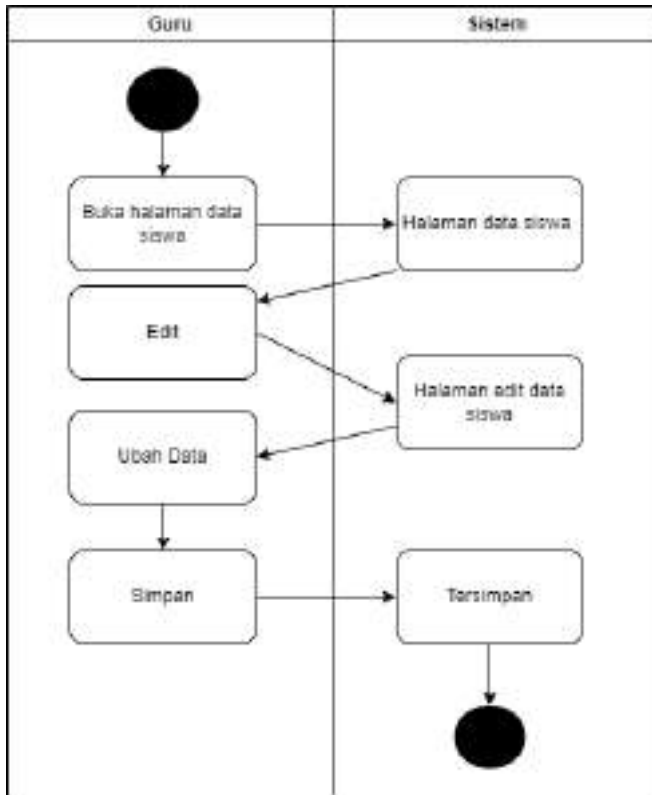 Guru
Sistem
Buka halaman data
siswa
Halaman data siswa
Edit
Halaman edit data
siswa
Ubah Data
Simpan
Tersimpan